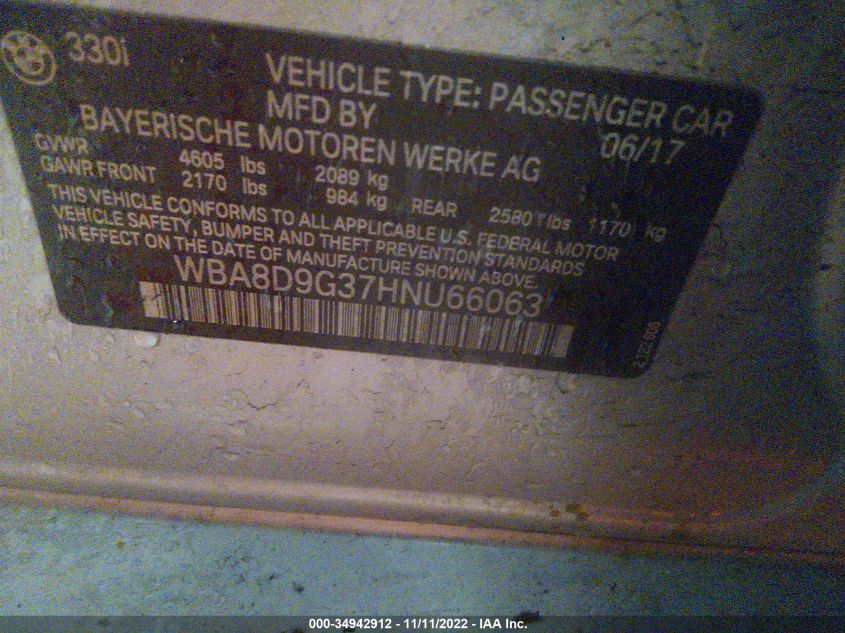 330i
VEHICLE TYPE: PASSENGER CAR
MFD BY 06/17
BAYERISCHE MOTOREN WERKE AG
GVWR 4605 lbs 2089 kg
GAWR FRONT 2170 lbs 984 kg REAR 2580 lbs 1170 kg
THIS VEHICLE CONFORMS TO ALL APPLICABLE U.S. FEDERAL MOTOR
VEHICLE SAFETY, BUMPER AND THEFT PREVENTION STANDARDS
IN EFFECT ON THE DATE OF MANUFACTURE SHOWN ABOVE.
WBA8D9G37HNU66063
000-34942912 - 11/11/2022 - IAA Inc.